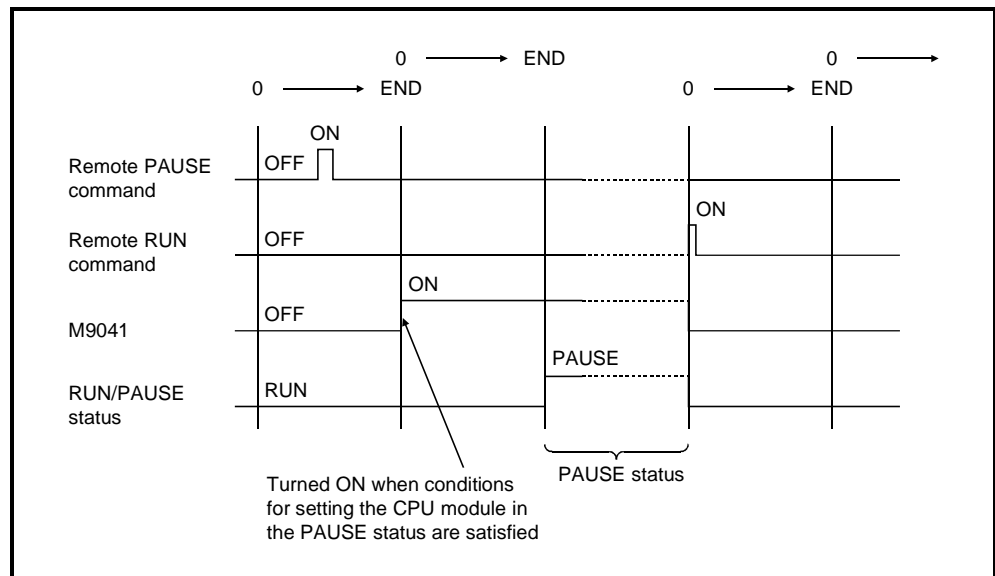 0 END 0
0 END 0 END
ON
Remote PAUSE OFF
command
ON
Remote RUN OFF
command
ON
OFF
M9041
PAUSE
RUN/PAUSE RUN
status
PAUSE status
Turned ON when conditions
for setting the CPU module in
the PAUSE status are satisfied